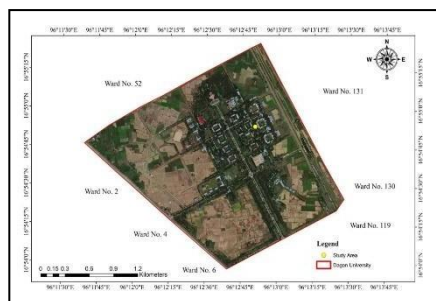 96°11'30"E 96°11'45"E 96°12'0"E 96°12'15"E 96°12'30"E 96°12'45"E 96°13'0"E 96°13'15"E 96°13'30"E 96°13'45"E
N
W E
S
Ward No. 52
Ward No. 131
Ward No. 2
Ward No. 130
Ward No. 4
Ward No. 119
Ward No. 6
Legend
Study Area
Dagon University
0 0.15 0.3 0.6 0.9 1.2
Kilometers
96°11'30"E 96°11'45"E 96°12'0"E 96°12'15"E 96°12'30"E 96°12'45"E 96°13'0"E 96°13'15"E 96°13'30"E 96°13'45"E